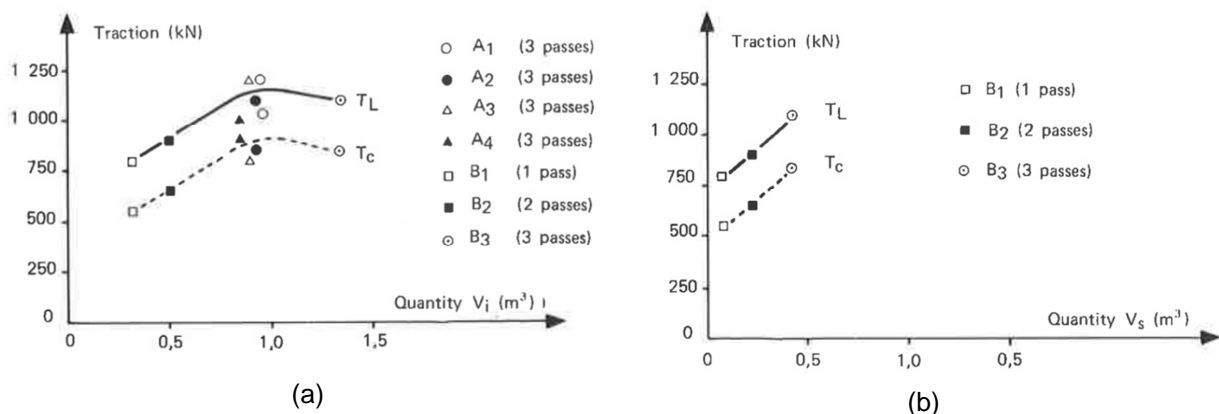 Traction (kN)
1 250
1 000
750
500
250
0
0
0,5
1,0
1,5
Quantity Vi (m³) )
TL
Tc
A1 (3 passes)
A2 (3 passes)
A3 (3 passes)
A4 (3 passes)
B1 (1 pass)
B2 (2 passes)
B3 (3 passes)
(a)
Traction (kN)
1 250
1 000
750
500
250
0
0
0,5
1,0
0,5
Quantity Vs (m³)
TL
Tc
B1 (1 pass)
B2 (2 passes)
B3 (3 passes)
(b)